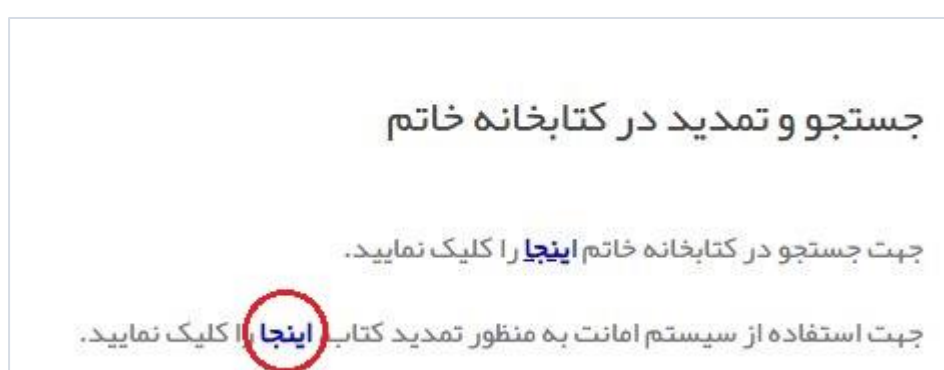 جستجو و تمدید در کتابخانه خاتم
جهت جستجو در کتابخانه خاتم اینجا را کلیک نمایید.
جهت استفاده از سیستم امانت به منظور تمدید کتاب اینجا را کلیک نمایید.